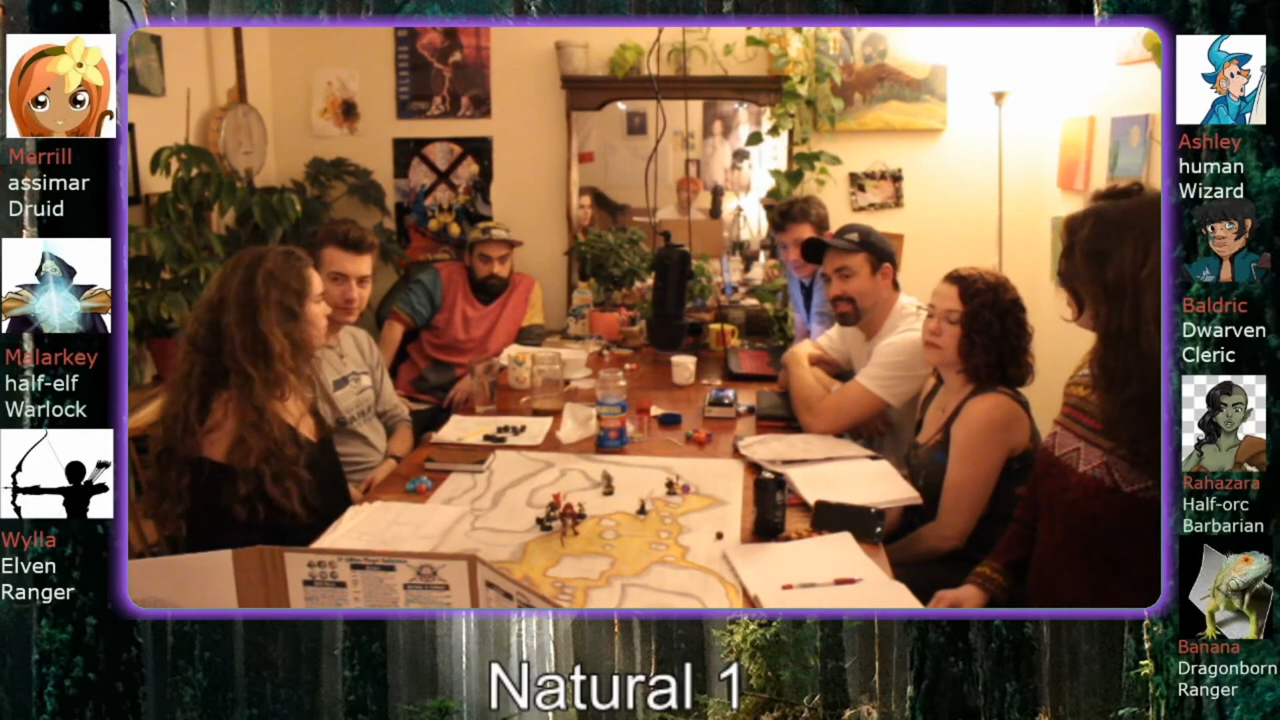 Merrill
assimar
Druid
Malarkey
half-elf
Warlock
Wylla
Elven
Ranger
Ashley
human
Wizard
Baldric
Dwarven
Cleric
Rahazara
Half-orc
Barbarian
Banana
Dragonborn
Ranger
Natural 1